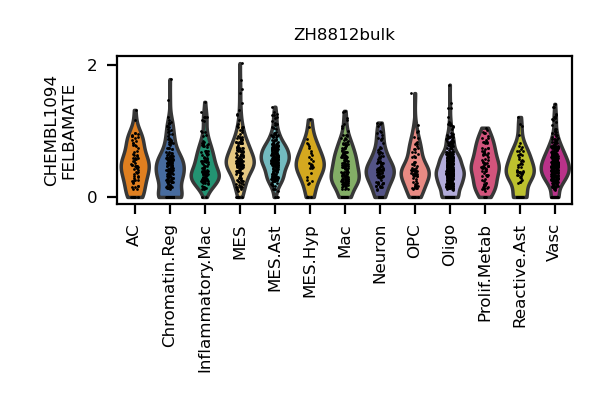 ZH8812bulk
CHEMBL1094
FELBAMATE
2
0
AC
Chromatin.Reg
Inflammatory.Mac
MES
MES.Ast
MES.Hyp
Mac
Neuron
OPC
Oligo
Prolif.Metab
Reactive.Ast
Vasc